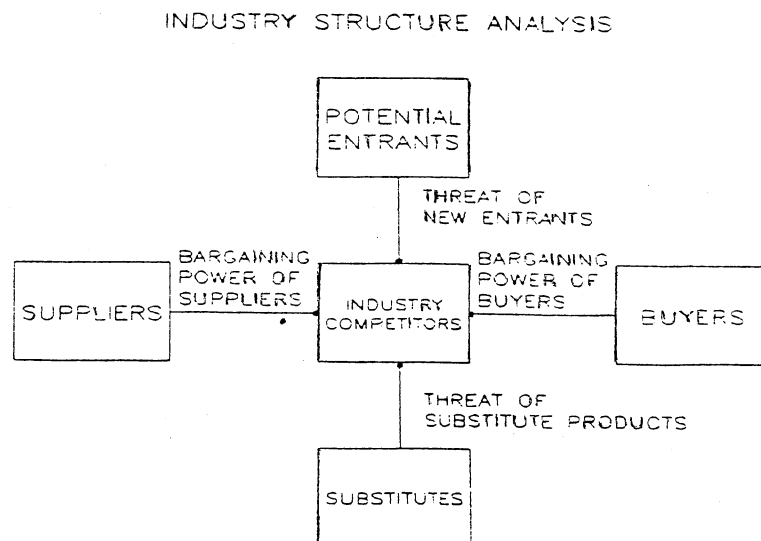 INDUSTRY STRUCTURE ANALYSIS
POTENTIAL
ENTRANTS
THREAT OF
NEW ENTRANTS
BARGAINING
POWER OF
SUPPLIERS
BARGAINING
POWER OF
BUYERS
SUPPLIERS
INDUSTRY
COMPETITORS
BUYERS
THREAT OF
SUBSTITUTE PRODUCTS
SUBSTITUTES